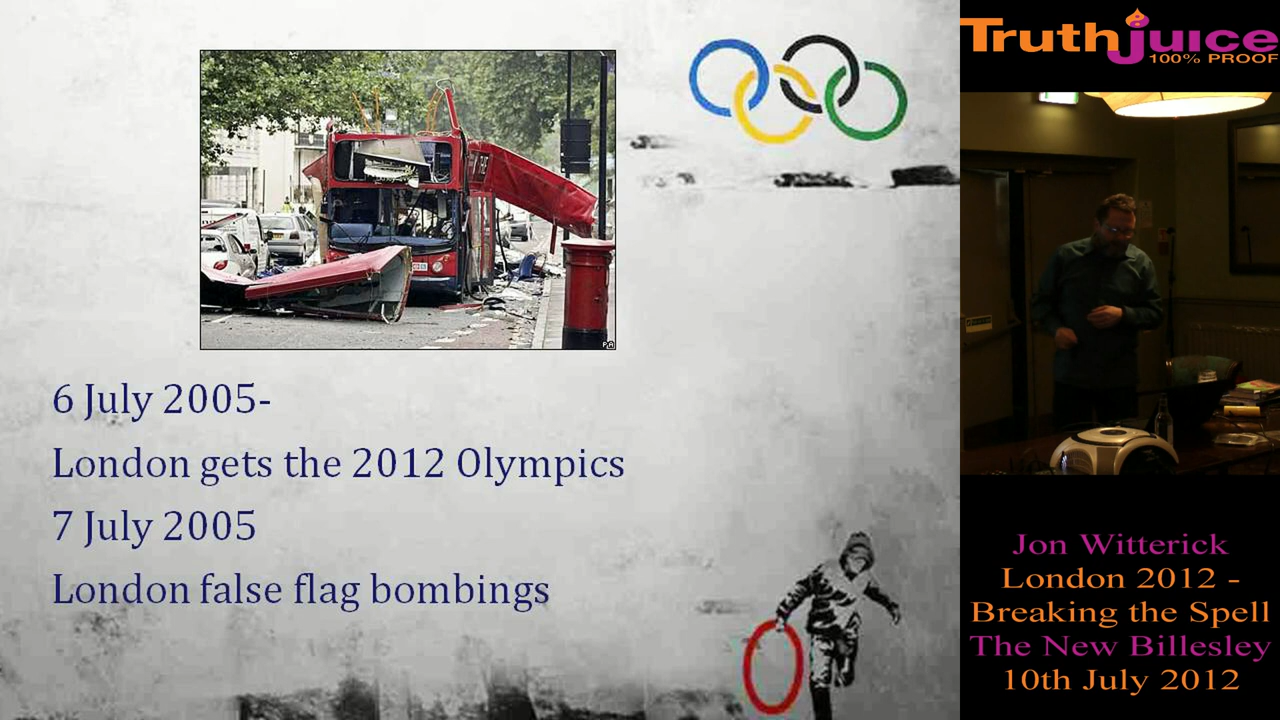 Truthjuice
100% PROOF
PA
6 July 2005-
London gets the 2012 Olympics
7 July 2005
London false flag bombings
Jon Witterick
London 2012 -
Breaking the Spell
The New Billesley
10th July 2012